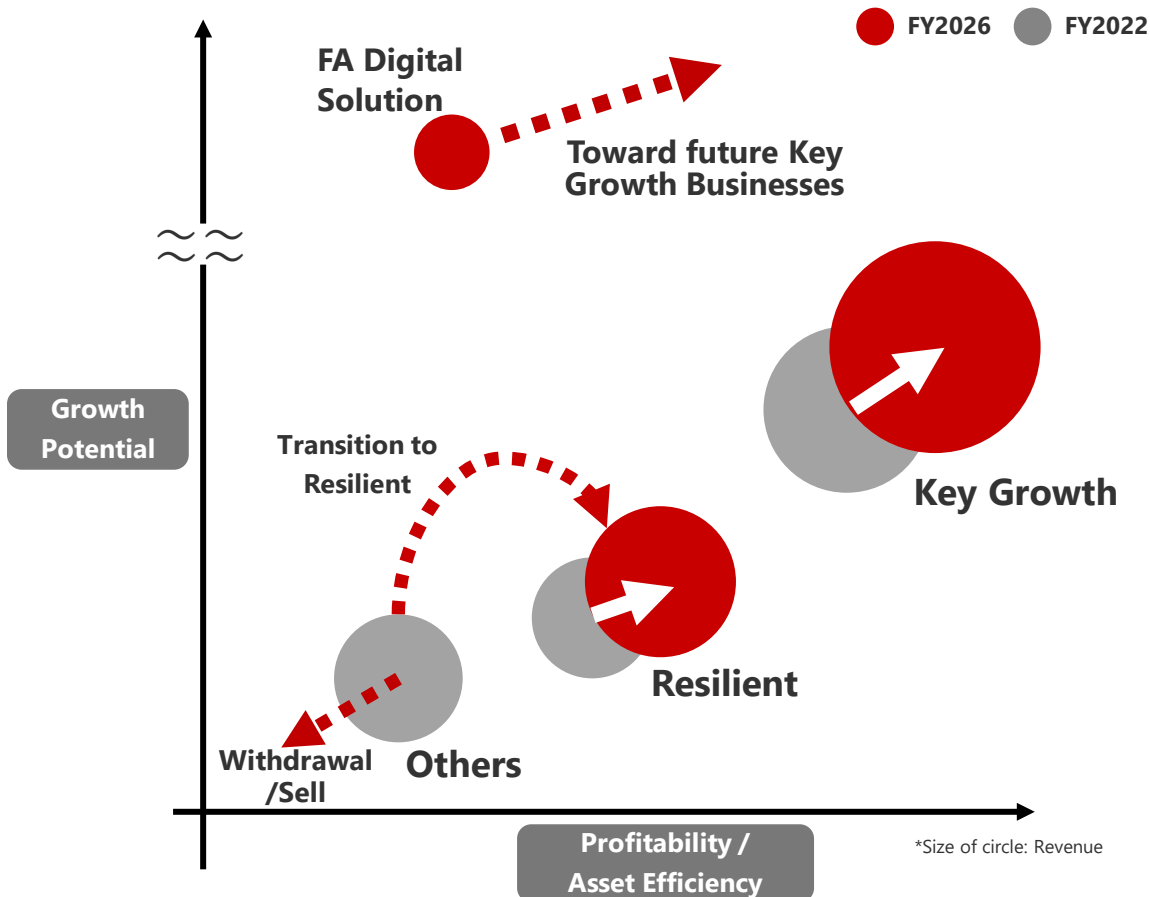 FY2026
FY2022
FA Digital
Solution
Toward future Key
Growth Businesses
Growth
Potential
Transition to
Resilient
Key Growth
Resilient
Others
Withdrawal
/Sell
Profitability /
Asset Efficiency
*Size of circle: Revenue